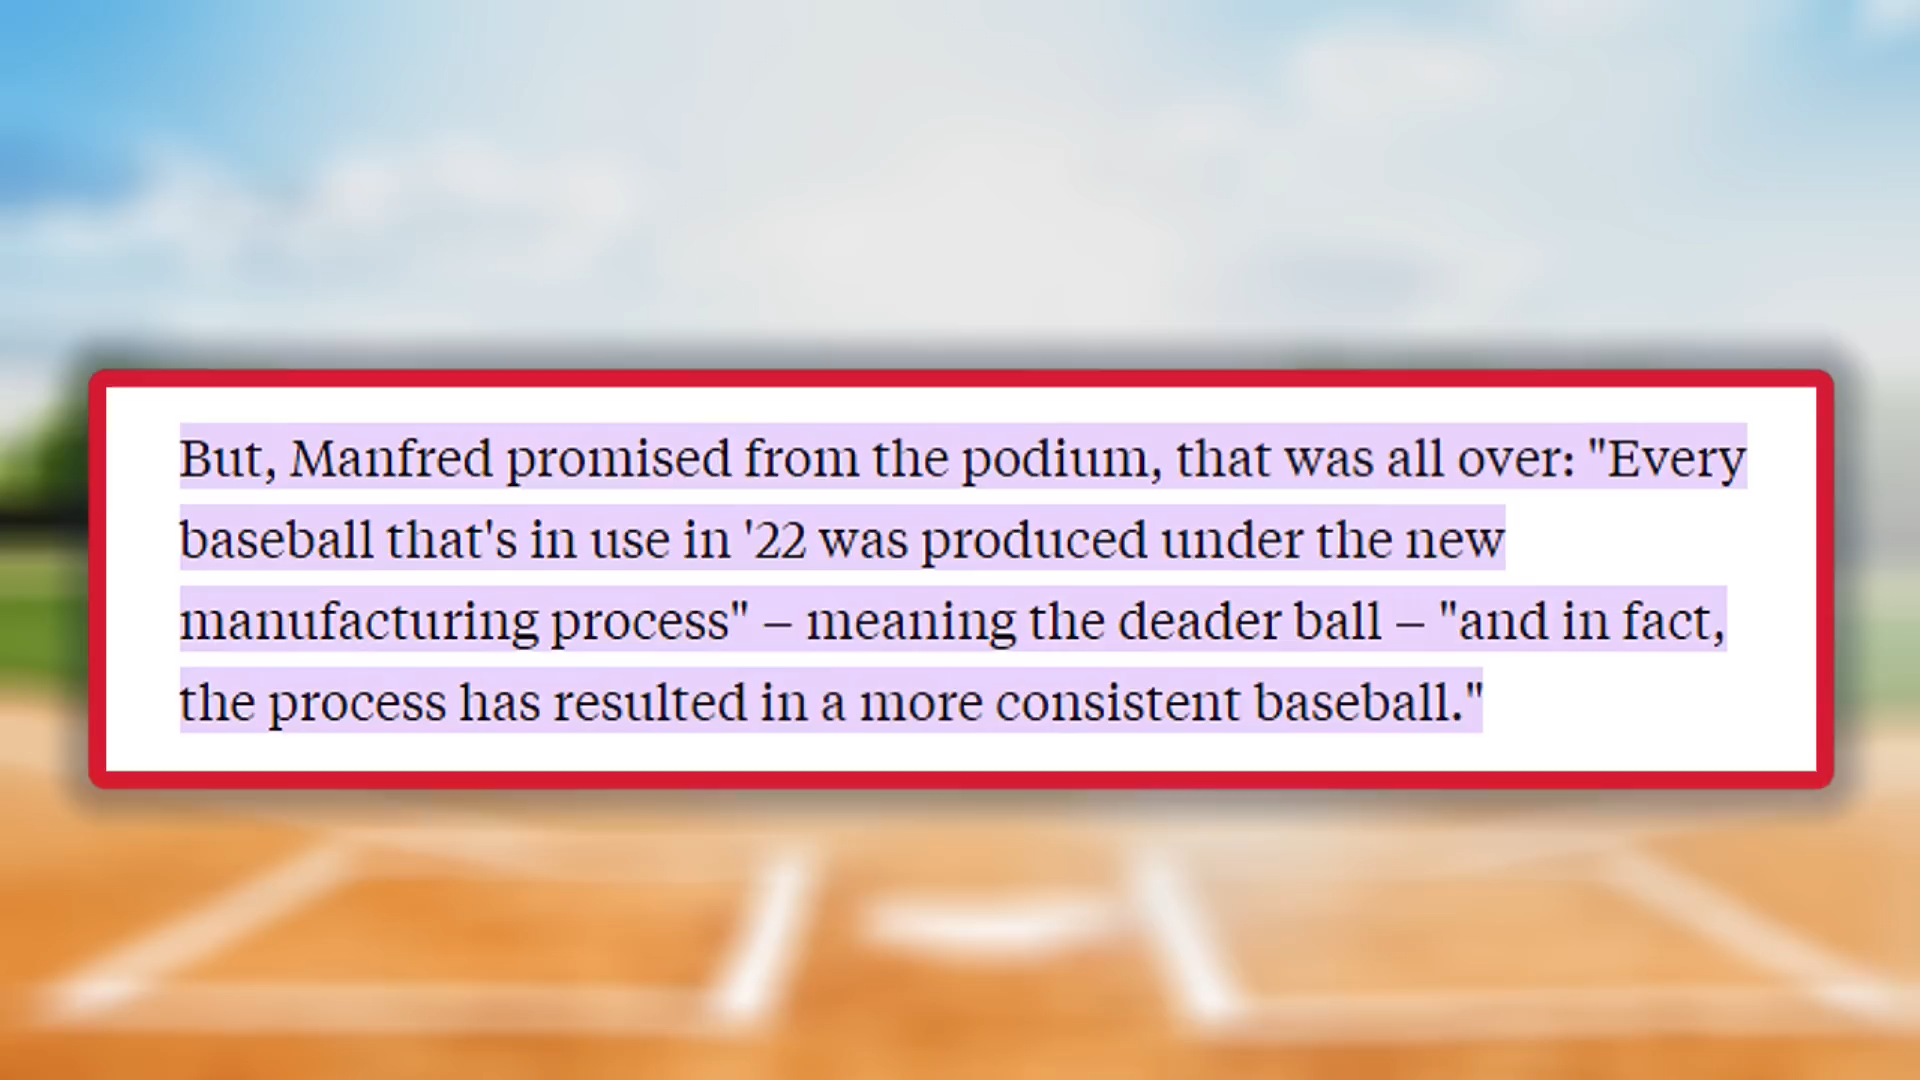 But, Manfred promised from the podium, that was all over: "Every
baseball that's in use in '22 was produced under the new
manufacturing process" – meaning the deader ball – "and in fact,
the process has resulted in a more consistent baseball."